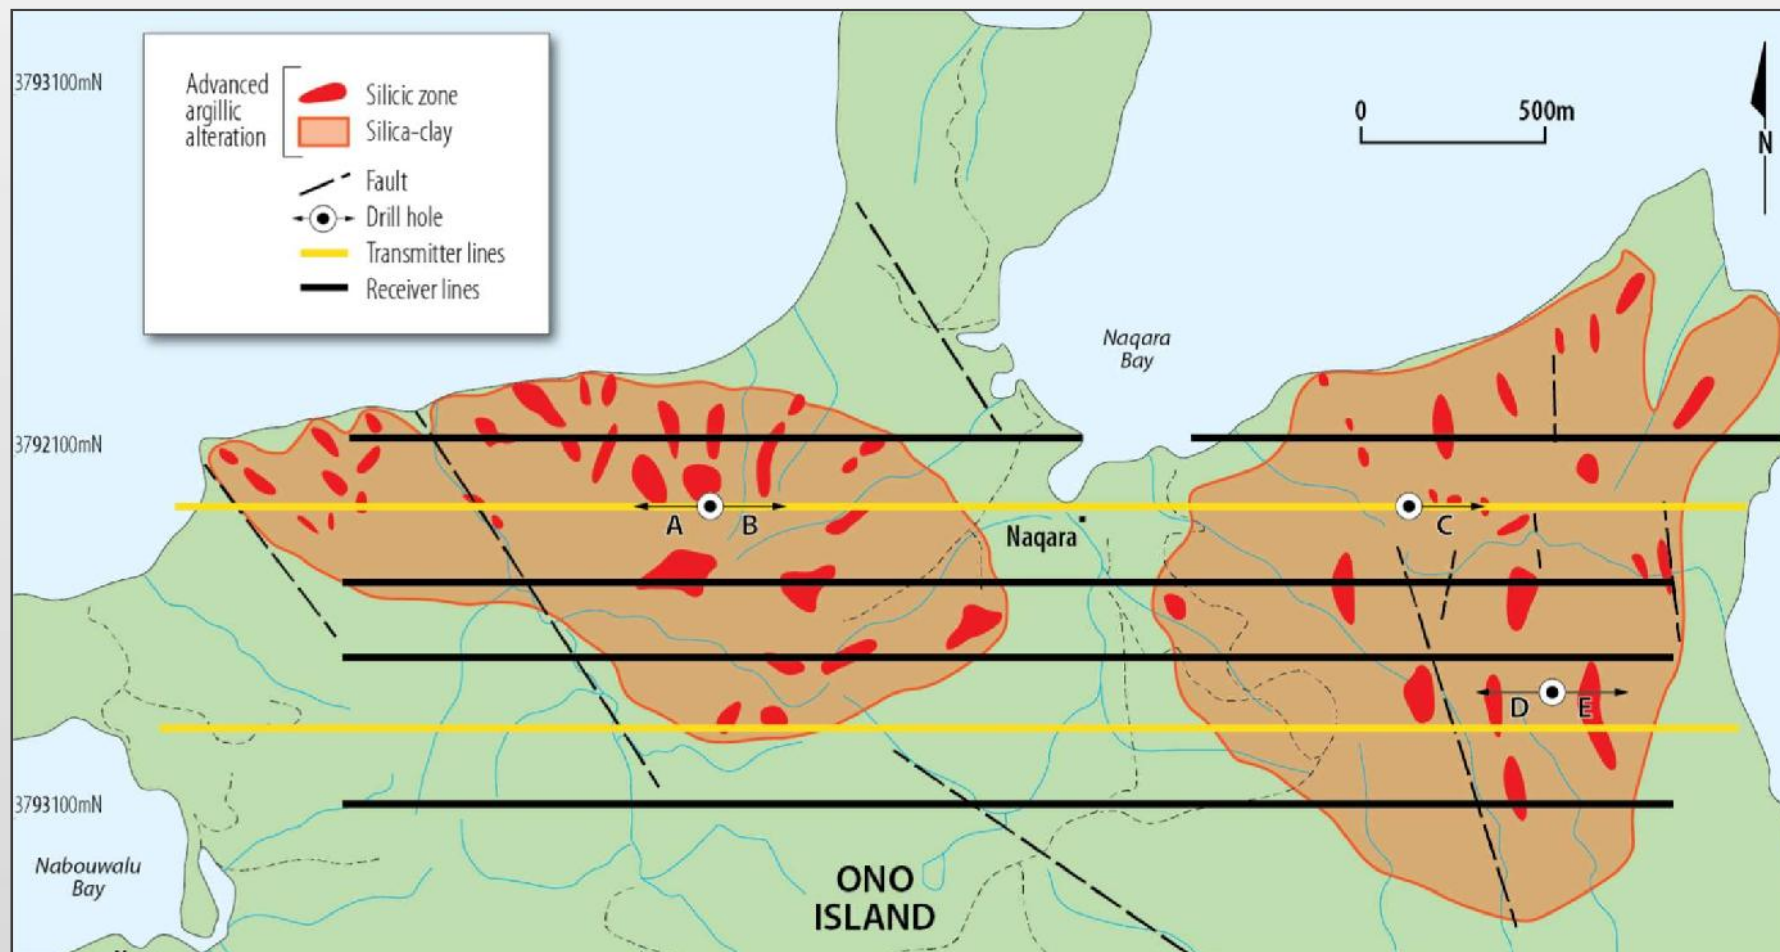 3793100mN
Advanced
argillic
alteration
Silicic zone
Silica-clay
Fault
Drill hole
Transmitter lines
Receiver lines
0 500m
N
Naqara
Bay
3792100mN
A B
C
Naqara
D E
3793100mN
Nabouwalu
Bay
ONO
ISLAND